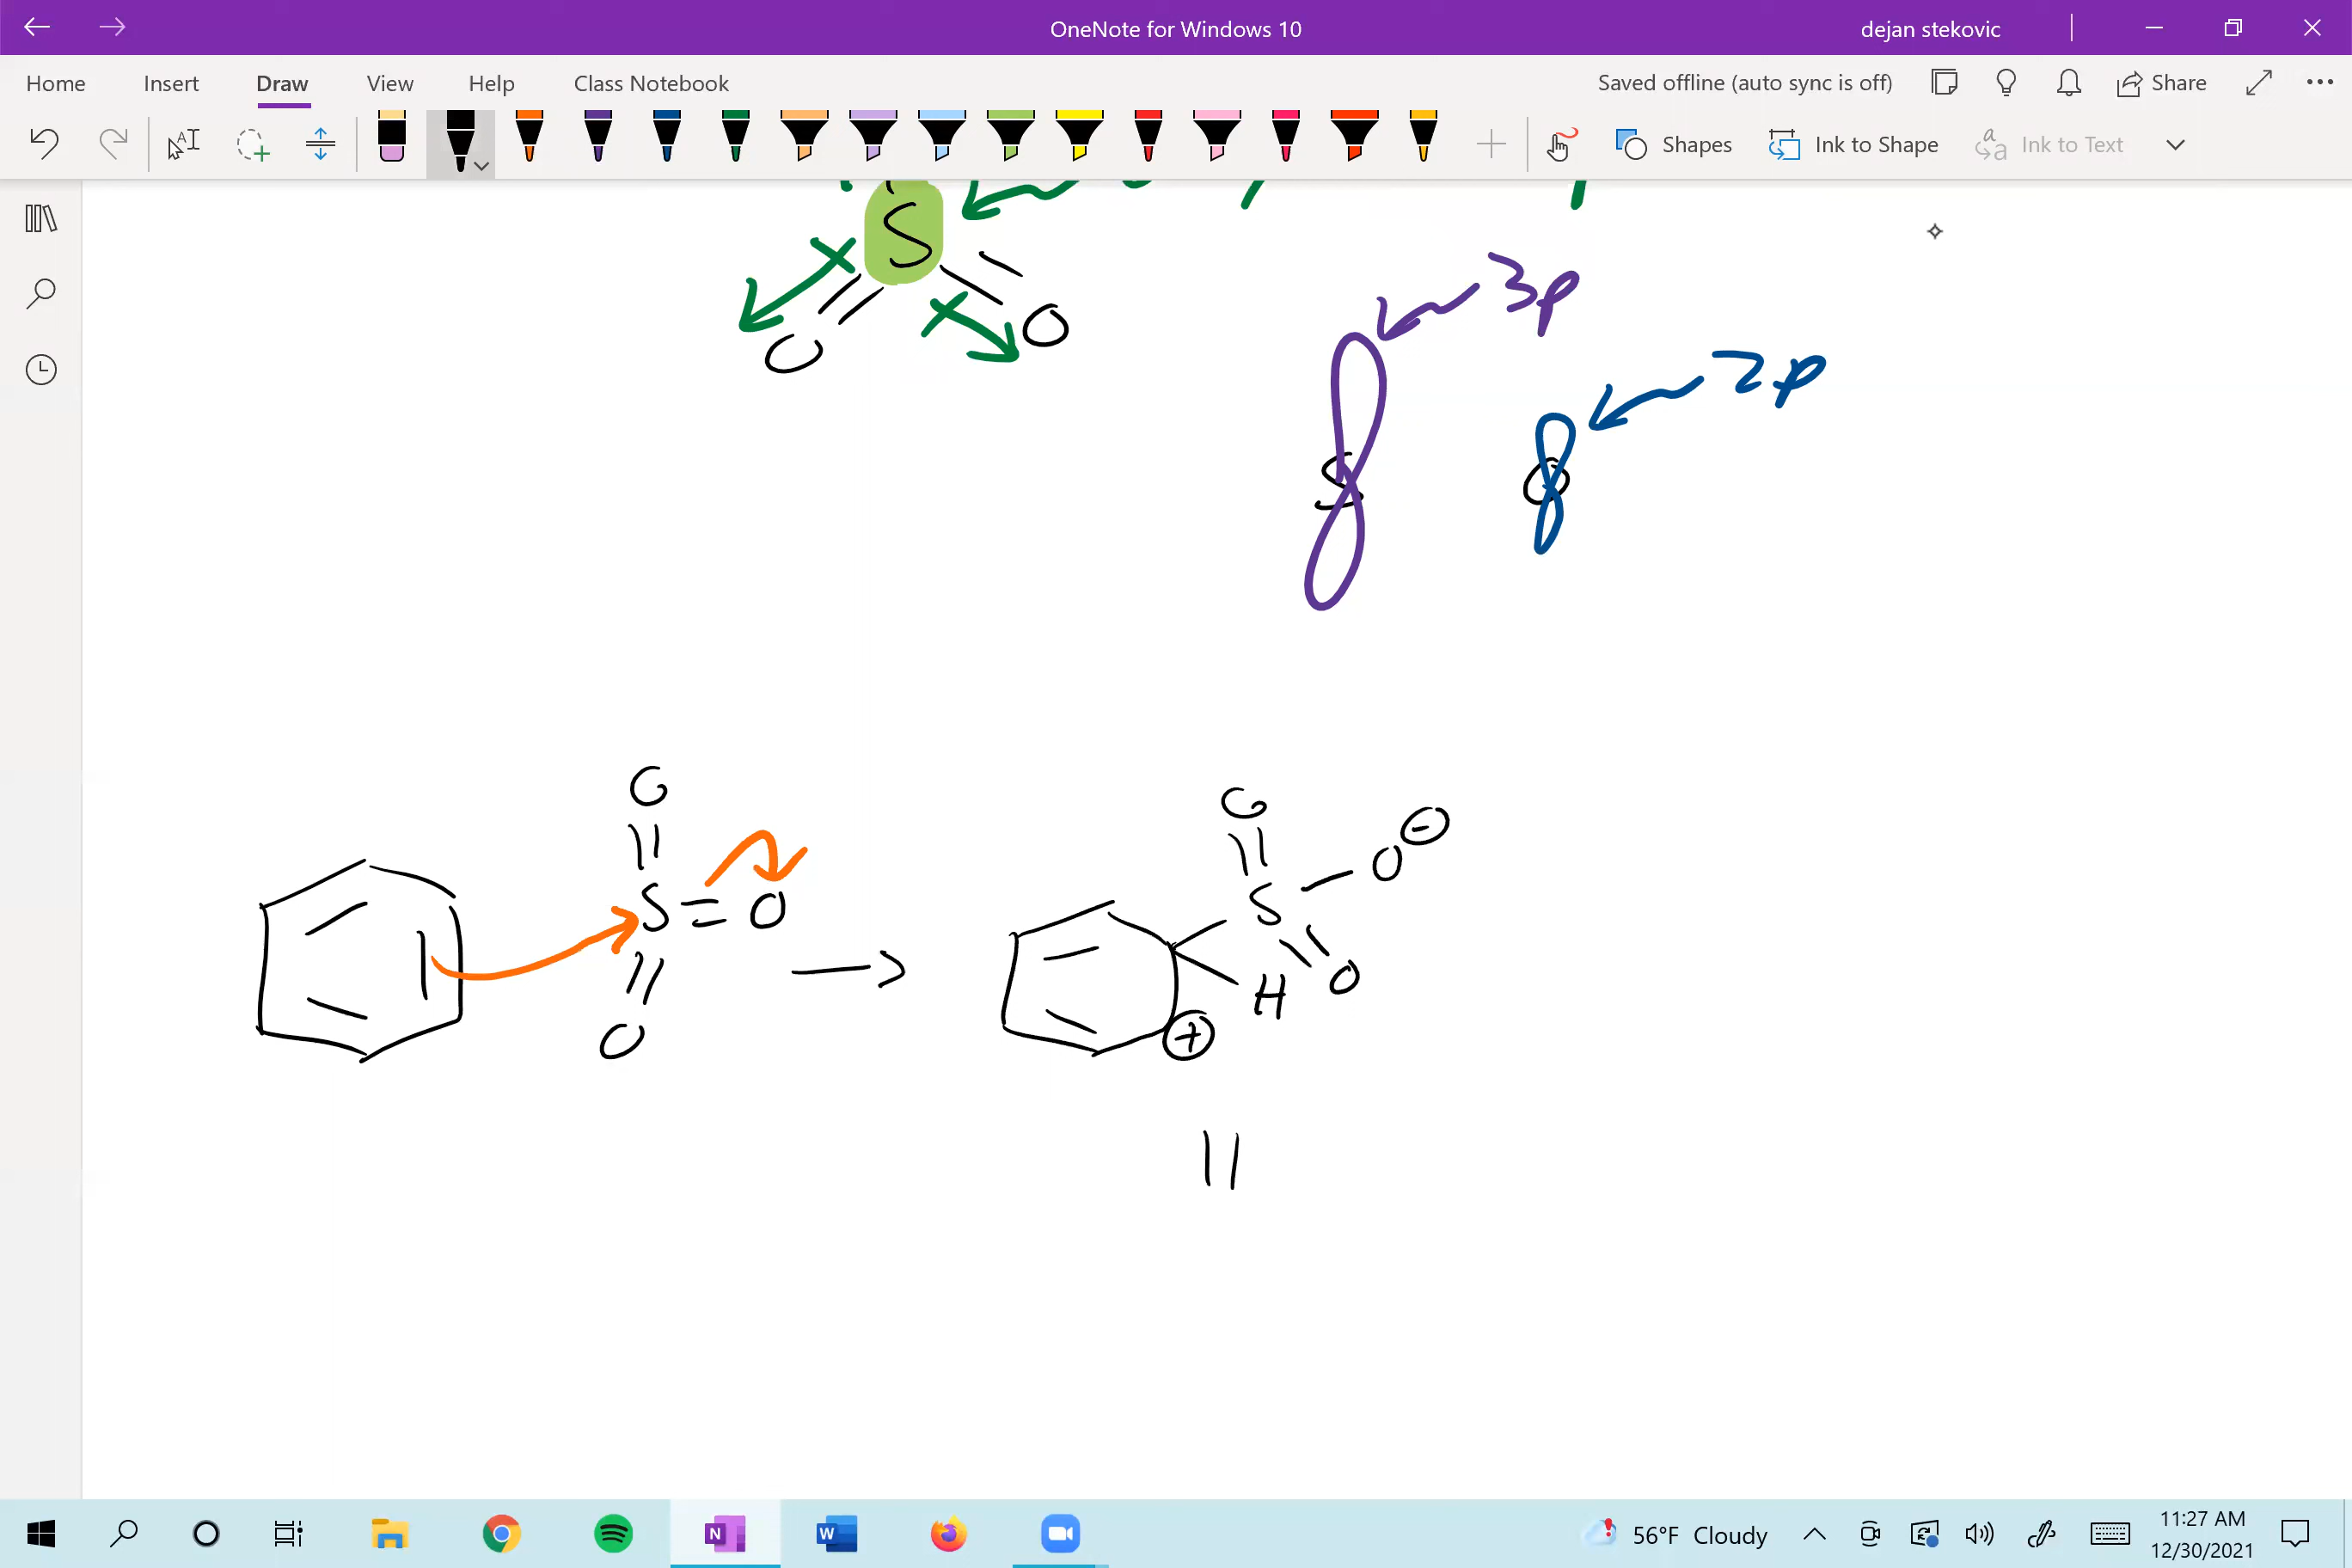 OneNote for Windows 10
dejan stekovic
Home Insert Draw View Help Class Notebook
Saved offline (auto sync is off)
Share
Shapes
Ink to Shape
Ink to Text
S
O
O
3p
2p
S
O
O
S = O
O
O
S - O ⊖
O
H
⊕
56°F Cloudy
11:27 AM
12/30/2021